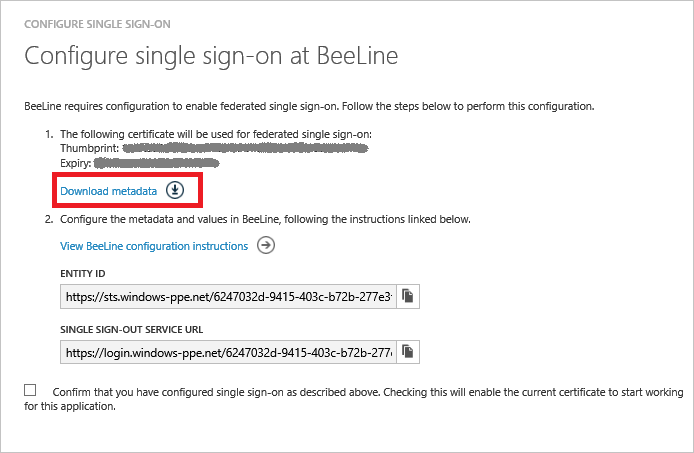 CONFIGURE SINGLE SIGN-ON
Configure single sign-on at BeeLine
BeeLine requires configuration to enable federated single sign-on. Follow the steps below to perform this configuration.
1. The following certificate will be used for federated single sign-on:
Thumbprint:
Expiry:
Download metadata
2. Configure the metadata and values in BeeLine, following the instructions linked below.
View BeeLine configuration instructions
ENTITY ID
https://sts.windows-ppe.net/6247032d-9415-403c-b72b-277e3
SINGLE SIGN-OUT SERVICE URL
https://login.windows-ppe.net/6247032d-9415-403c-b72b-277
Confirm that you have configured single sign-on as described above. Checking this will enable the current certificate to start working
for this application.